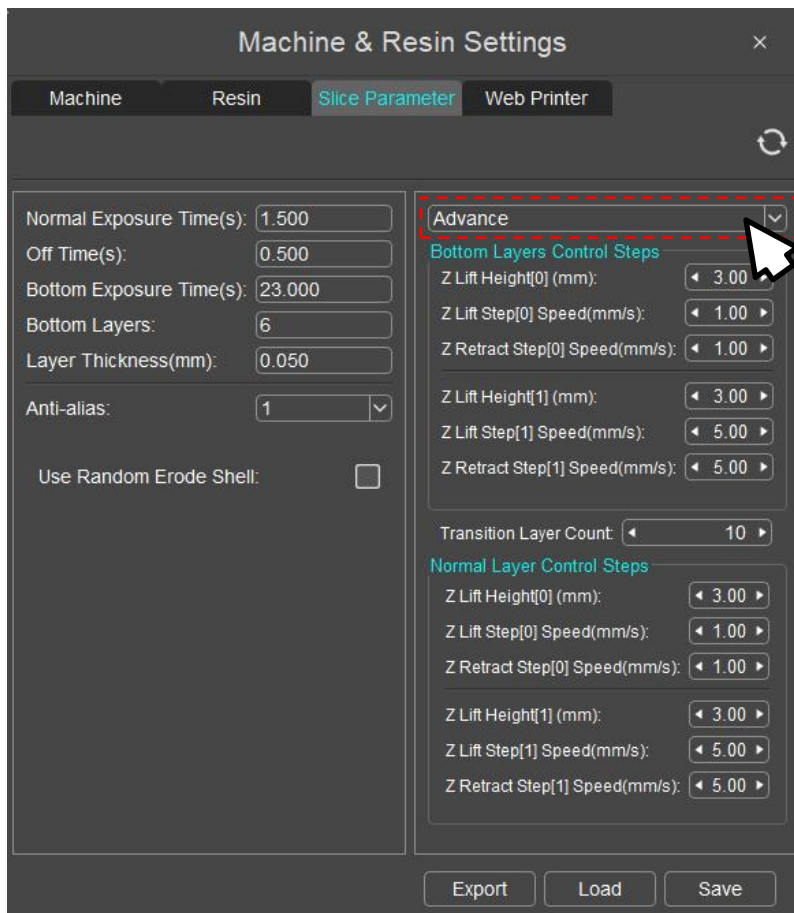 Machine & Resin Settings
Machine Resin Slice Parameter Web Printer
Normal Exposure Time(s): 1.500
Off Time(s): 0.500
Bottom Exposure Time(s): 23.000
Bottom Layers: 6
Layer Thickness(mm): 0.050
Anti-alias: 1
Use Random Erode Shell:
Advance
Bottom Layers Control Steps
Z Lift Height[0] (mm): 3.00
Z Lift Step[0] Speed(mm/s): 1.00
Z Retract Step[0] Speed(mm/s): 1.00
Z Lift Height[1] (mm): 3.00
Z Lift Step[1] Speed(mm/s): 5.00
Z Retract Step[1] Speed(mm/s): 5.00
Transition Layer Count: 10
Normal Layer Control Steps
Z Lift Height[0] (mm): 3.00
Z Lift Step[0] Speed(mm/s): 1.00
Z Retract Step[0] Speed(mm/s): 1.00
Z Lift Height[1] (mm): 3.00
Z Lift Step[1] Speed(mm/s): 5.00
Z Retract Step[1] Speed(mm/s): 5.00
Export Load Save